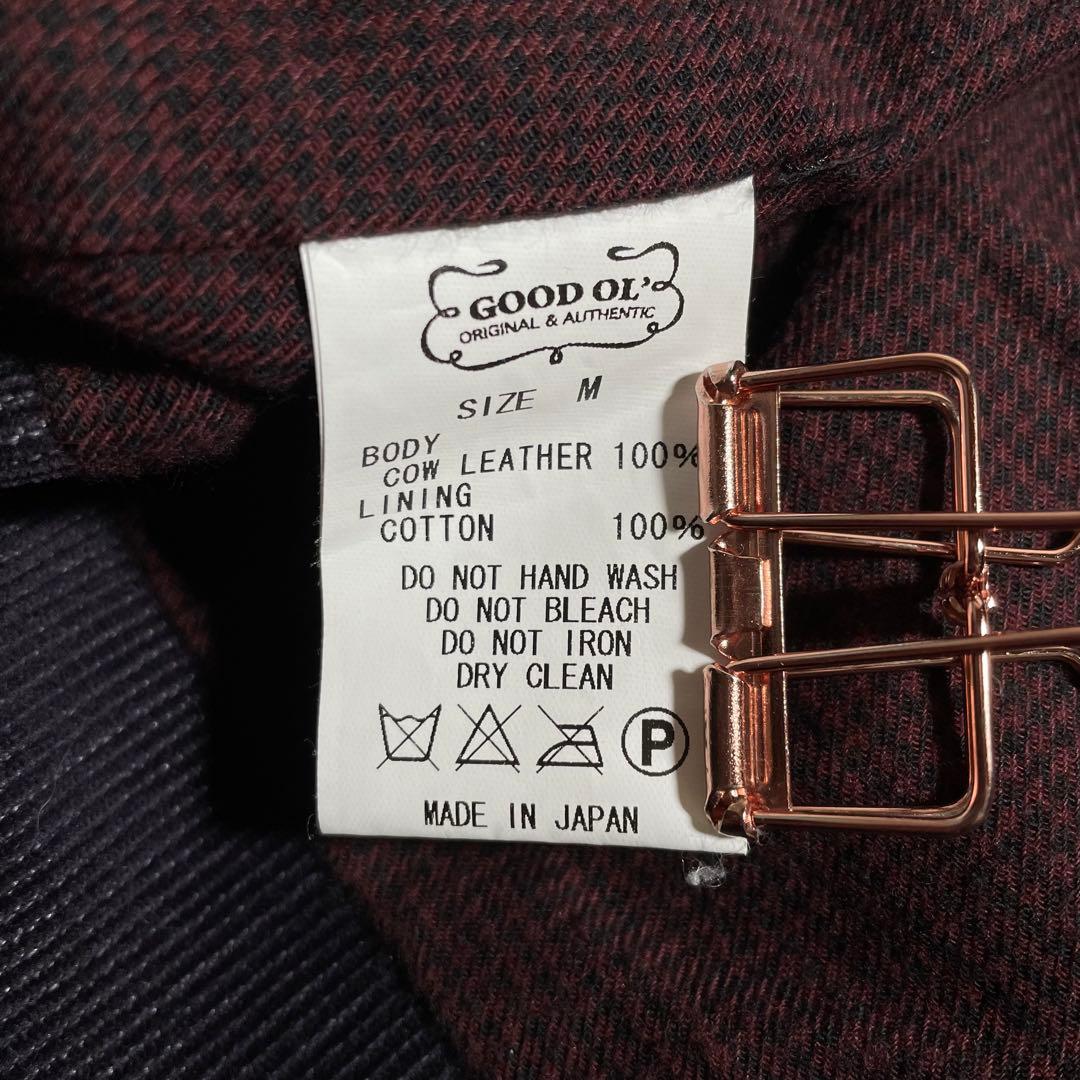 GOOD OL'
ORIGINAL & AUTHENTIC
SIZE M
BODY
COW LEATHER 100%
LINING
COTTON 100%
DO NOT HAND WASH
DO NOT BLEACH
DO NOT IRON
DRY CLEAN
P
MADE IN JAPAN